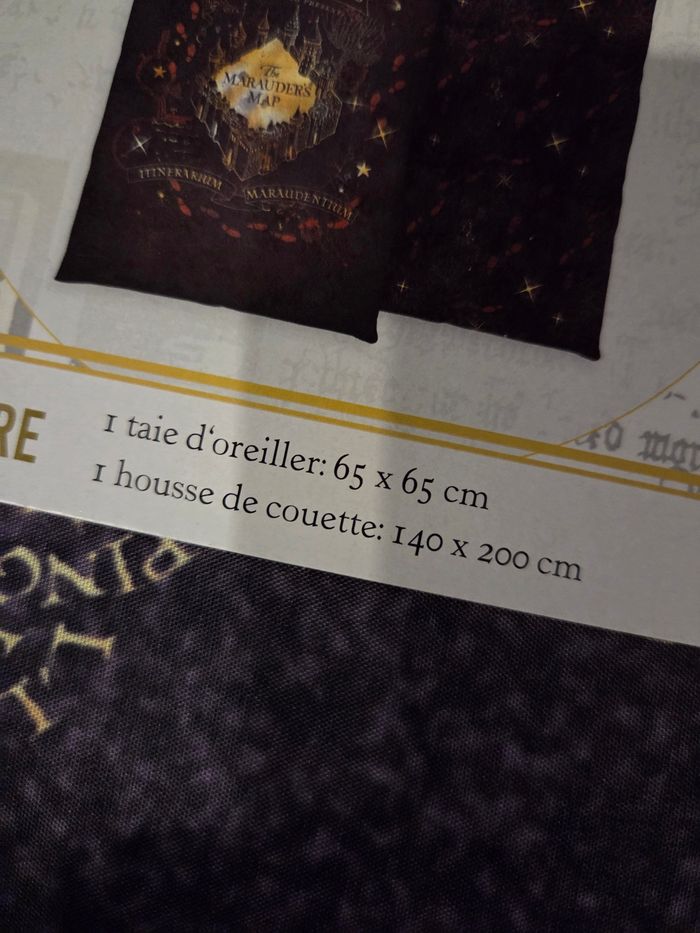 The
MARAUDER'S
MAP
ITINERARIUM
MARAUDENTIUM
RE
1 taie d'oreiller: 65 x 65 cm
1 housse de couette: 140 x 200 cm